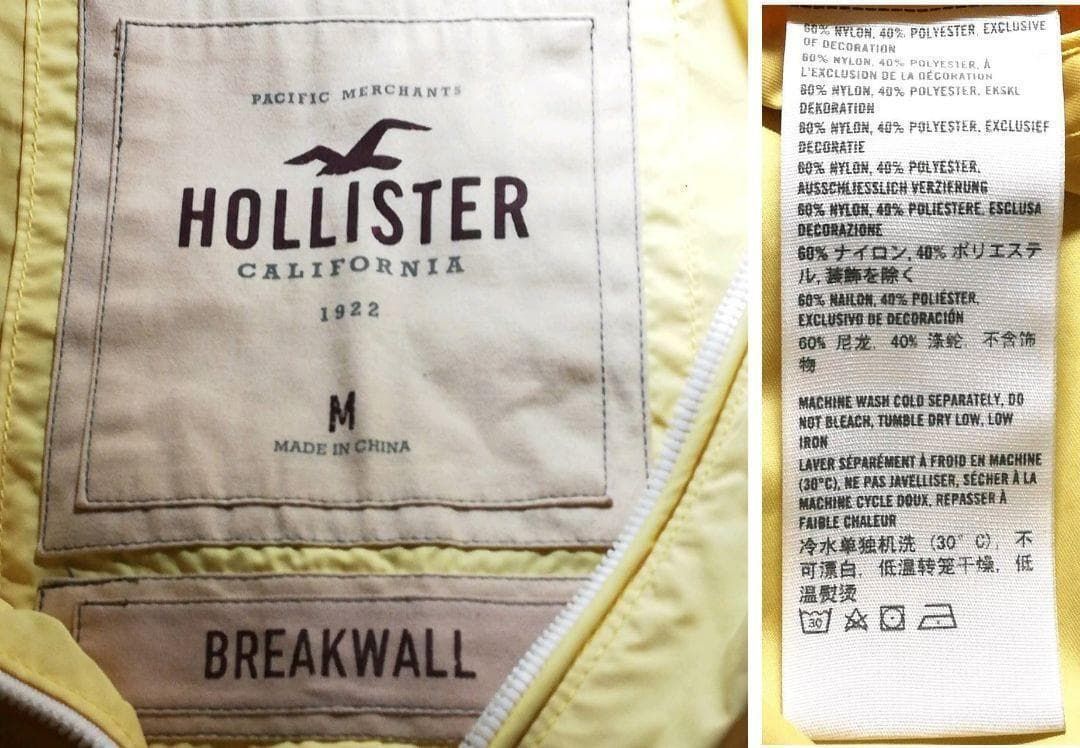 PACIFIC MERCHANTS
HOLLISTER
CALIFORNIA
1922
M
MADE IN CHINA
BREAKWALL
60% NYLON, 40% POLYESTER, EXCLUSIVE
OF DECORATION
60% NYLON, 40% POLYESTER, À
L'EXCLUSION DE LA DÉCORATION
60% NYLON, 40% POLYESTER. EKSKL
DEKORATION
60% NYLON, 40% POLYESTER. EXCLUSIEF
DECORATIE
60% NYLON, 40% POLYESTER,
AUSSCHLIESSLICH VERZIERUNG
60% NYLON, 40% POLIESTERE. ESCLUSA
DECORAZIONE
60% ナイロン, 40% ポリエステ
ル, 装飾を除く
60% NAILON, 40% POLIÉSTER,
EXCLUSIVO DE DECORACIÓN
60% 尼龙, 40% 涤纶, 不含饰
物
MACHINE WASH COLD SEPARATELY, DO
NOT BLEACH, TUMBLE DRY LOW, LOW
IRON
LAVER SÉPARÉMENT À FROID EN MACHINE
(30°C), NE PAS JAVELLISER, SÉCHER À LA
MACHINE CYCLE DOUX, REPASSER À
FAIBLE CHALEUR
冷水单独机洗 (30°C), 不
可漂白, 低温转笼干燥, 低
温熨烫
30